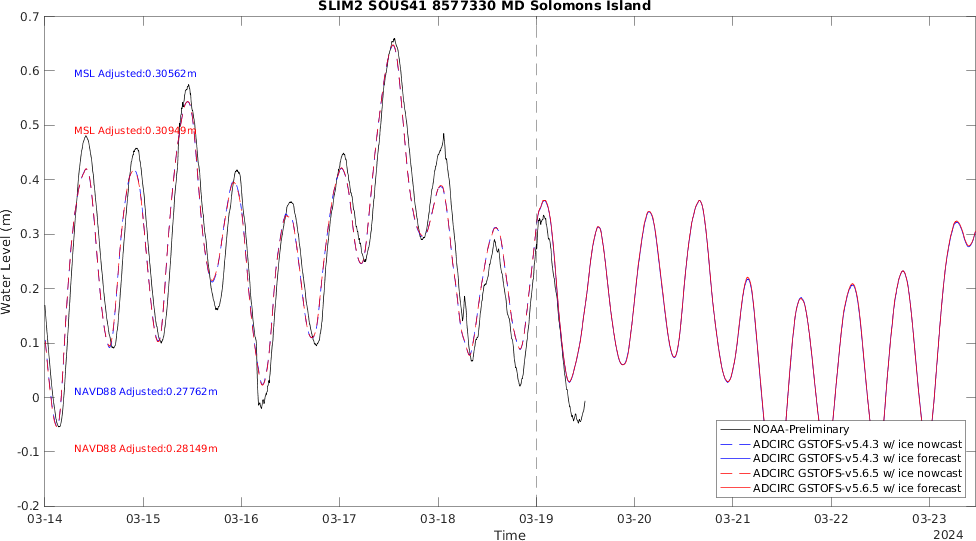 SLIM2 SOUS41 8577330 MD Solomons Island
Water Level (m)
0.7
0.6
0.5
0.4
0.3
0.2
0.1
0
-0.1
-0.2
MSL Adjusted:0.30562m
MSL Adjusted:0.30949m
NAVD88 Adjusted:0.27762m
NAVD88 Adjusted:0.28149m
NOAA-Preliminary
ADCIRC GSTOFS-v5.4.3 w/ ice nowcast
ADCIRC GSTOFS-v5.4.3 w/ ice forecast
ADCIRC GSTOFS-v5.6.5 w/ ice nowcast
ADCIRC GSTOFS-v5.6.5 w/ ice forecast
03-14 03-15 03-16 03-17 03-18 03-19 03-20 03-21 03-22 03-23
Time
2024